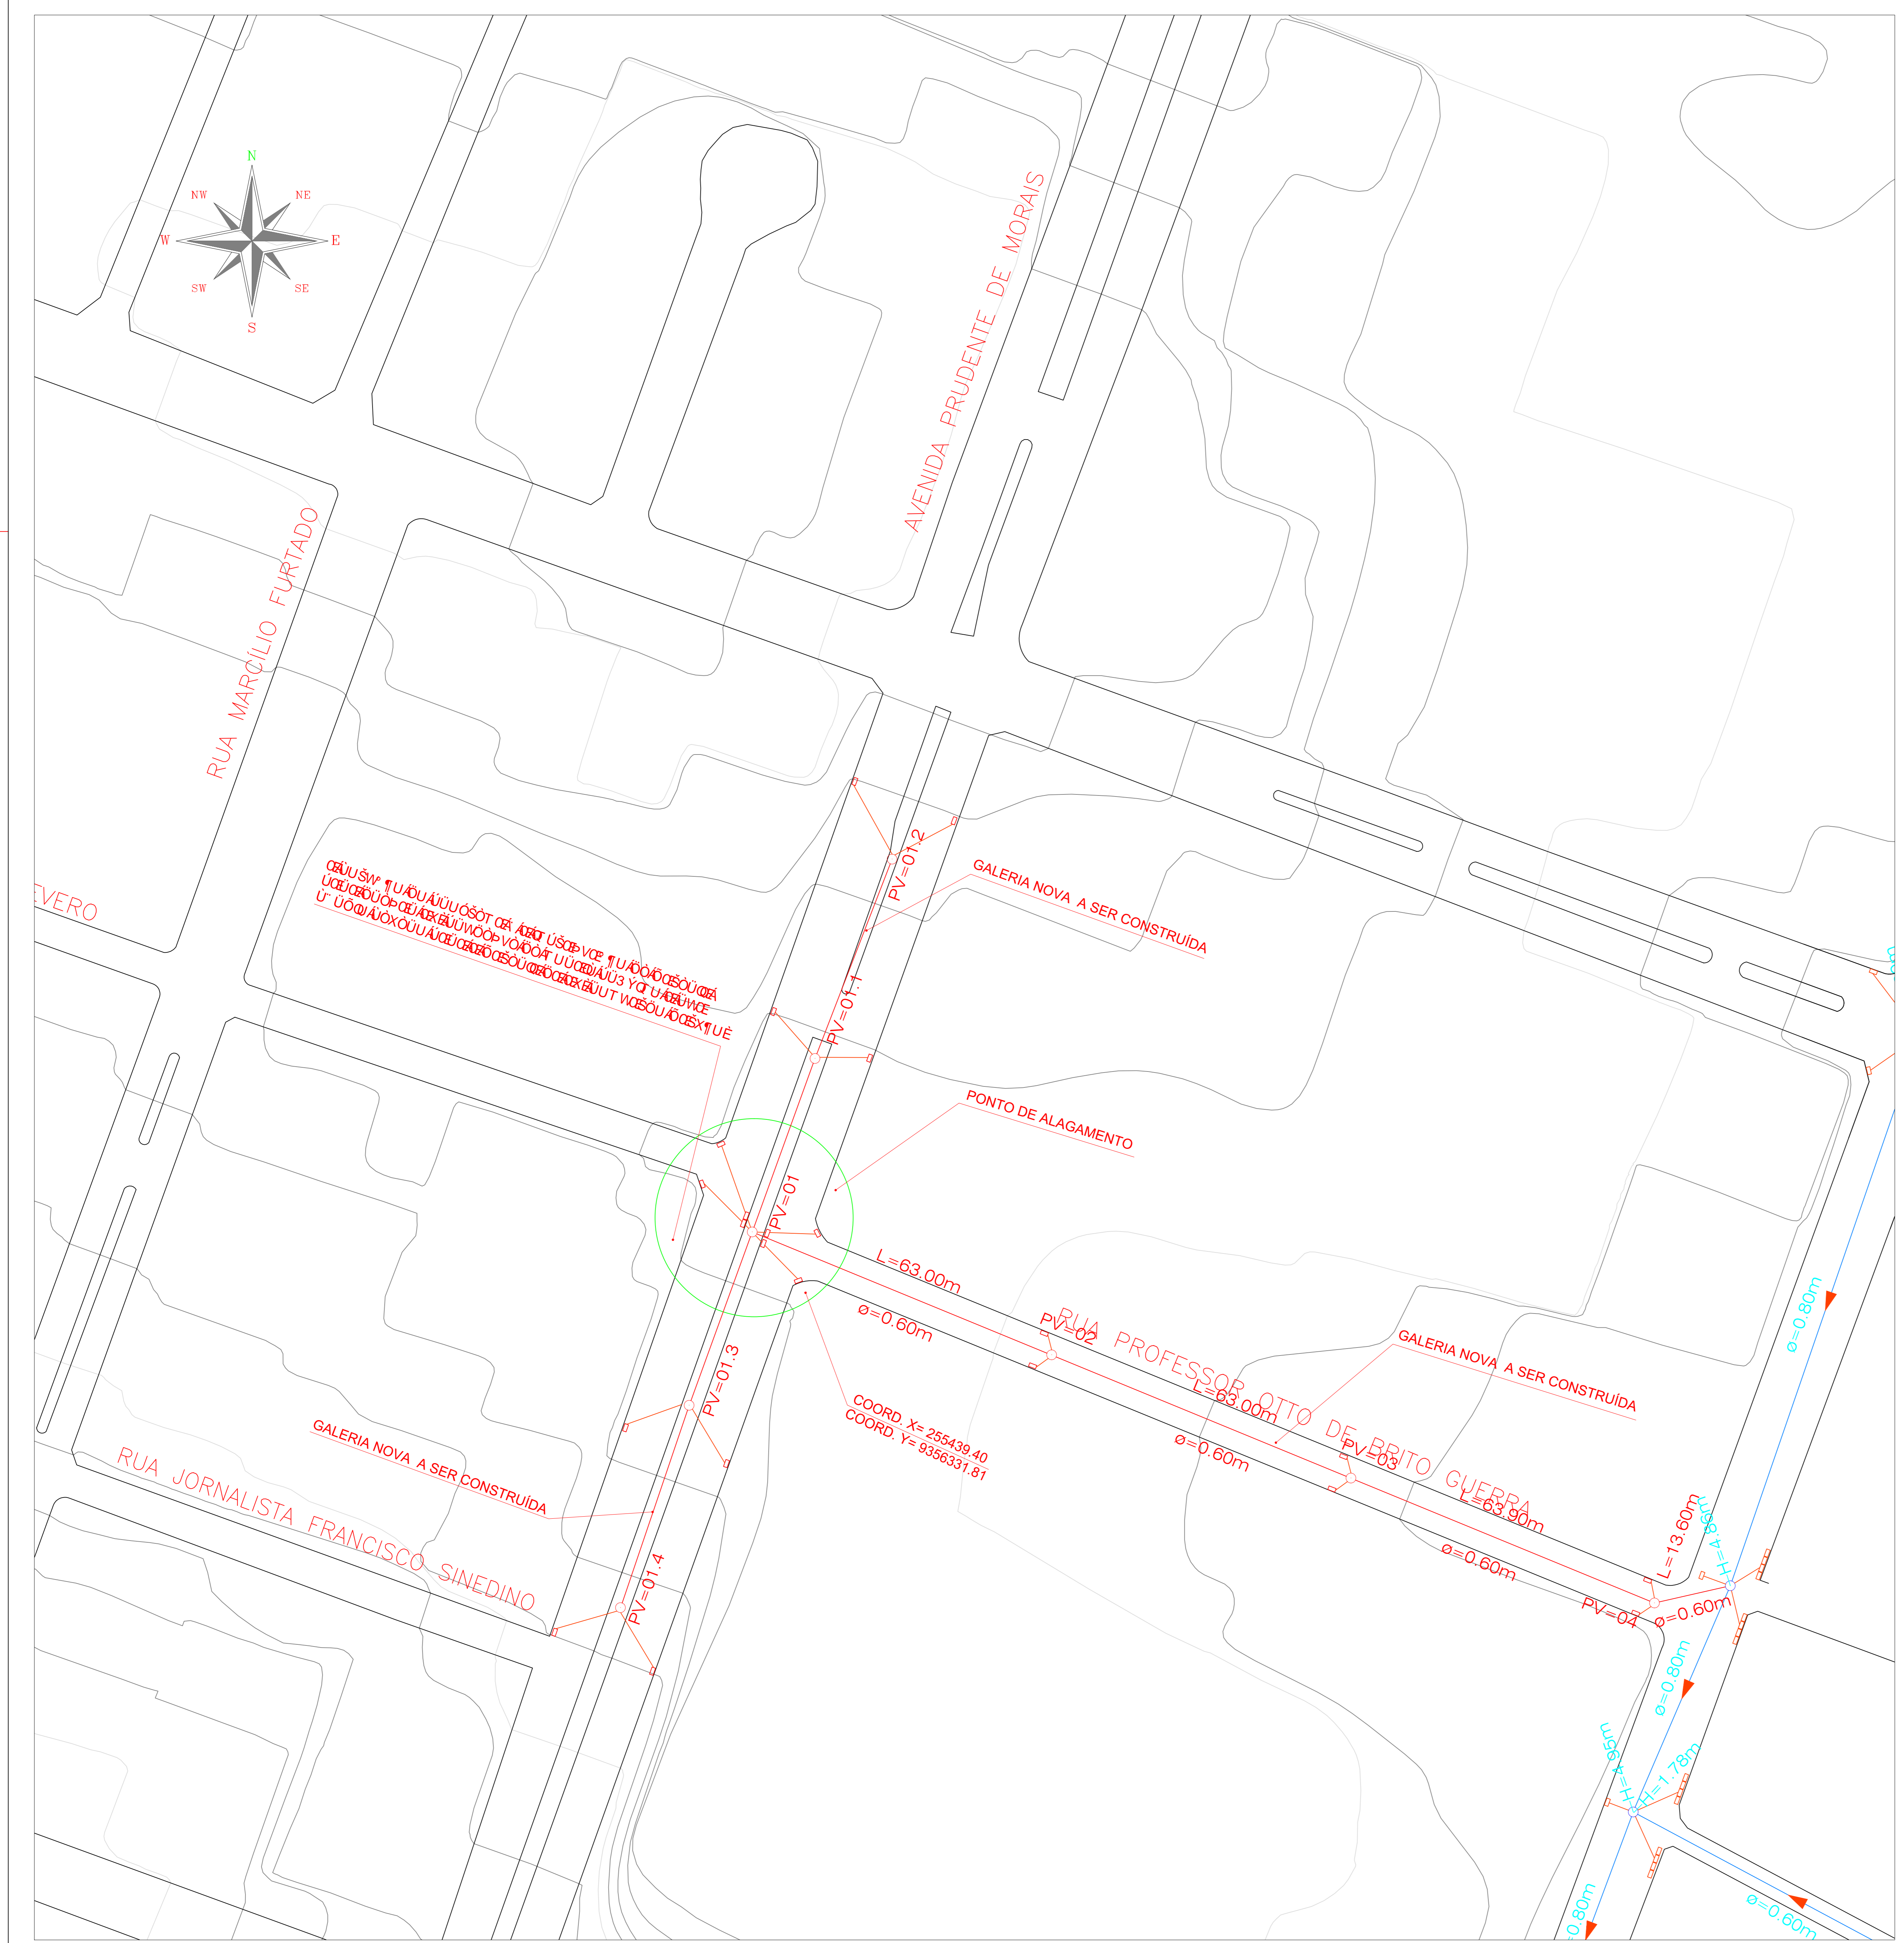 N
NW
NE
W
E
SW
SE
S
AVENIDA PRUDENTE DE MORAIS
RUA MARCÍLIO FURTADO
EVERO
PV=01.2
GALERIA NOVA A SER CONSTRUÍDA
PV=01.1
PONTO DE ALAGAMENTO
PV=01
L=63.00m
ø=0.60m
PV=02
RUA PROFESSOR OTTO DE BRITO GUERRA
L=63.00m
ø=0.60m
GALERIA NOVA A SER CONSTRUÍDA
PV=03
L=63.90m
ø=0.60m
L=13.60m
PV=04
ø=0.60m
ø=0.80m
PV=01.3
COORD. X= 255439.40
COORD. Y= 9356331.81
GALERIA NOVA A SER CONSTRUÍDA
RUA JORNALISTA FRANCISCO SINEDINO
PV=01.4
ø=0.80m
H=1.78m
ø=0.60m
=0.80m